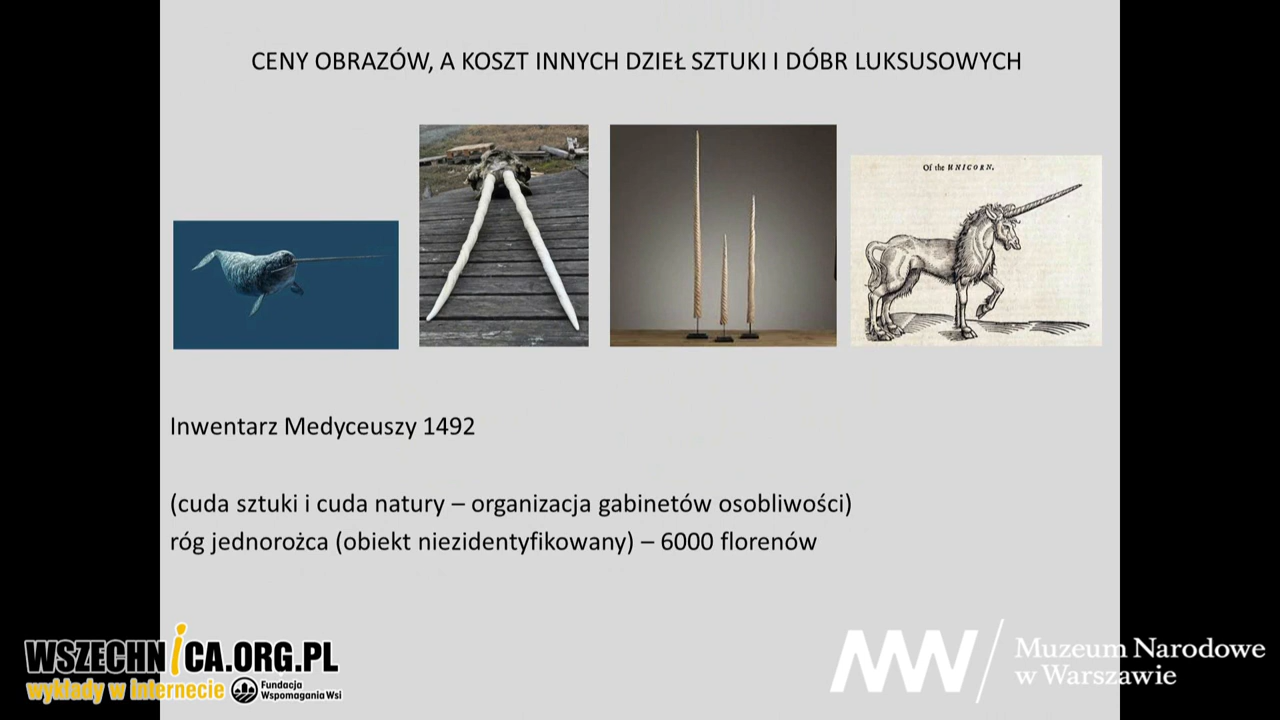 CENY OBRAZÓW, A KOSZT INNYCH DZIEŁ SZTUKI I DÓBR LUKSUSOWYCH
Of the UNICORN.
Inwentarz Medyceuszy 1492
(cuda sztuki i cuda natury – organizacja gabinetów osobliwości)
róg jednorożca (obiekt niezidentyfikowany) – 6000 florenów
WSZECHNICA.ORG.PL
wykłady w Internecie
Fundacja
Wspomagania Wsi
Muzeum Narodowe
w Warszawie